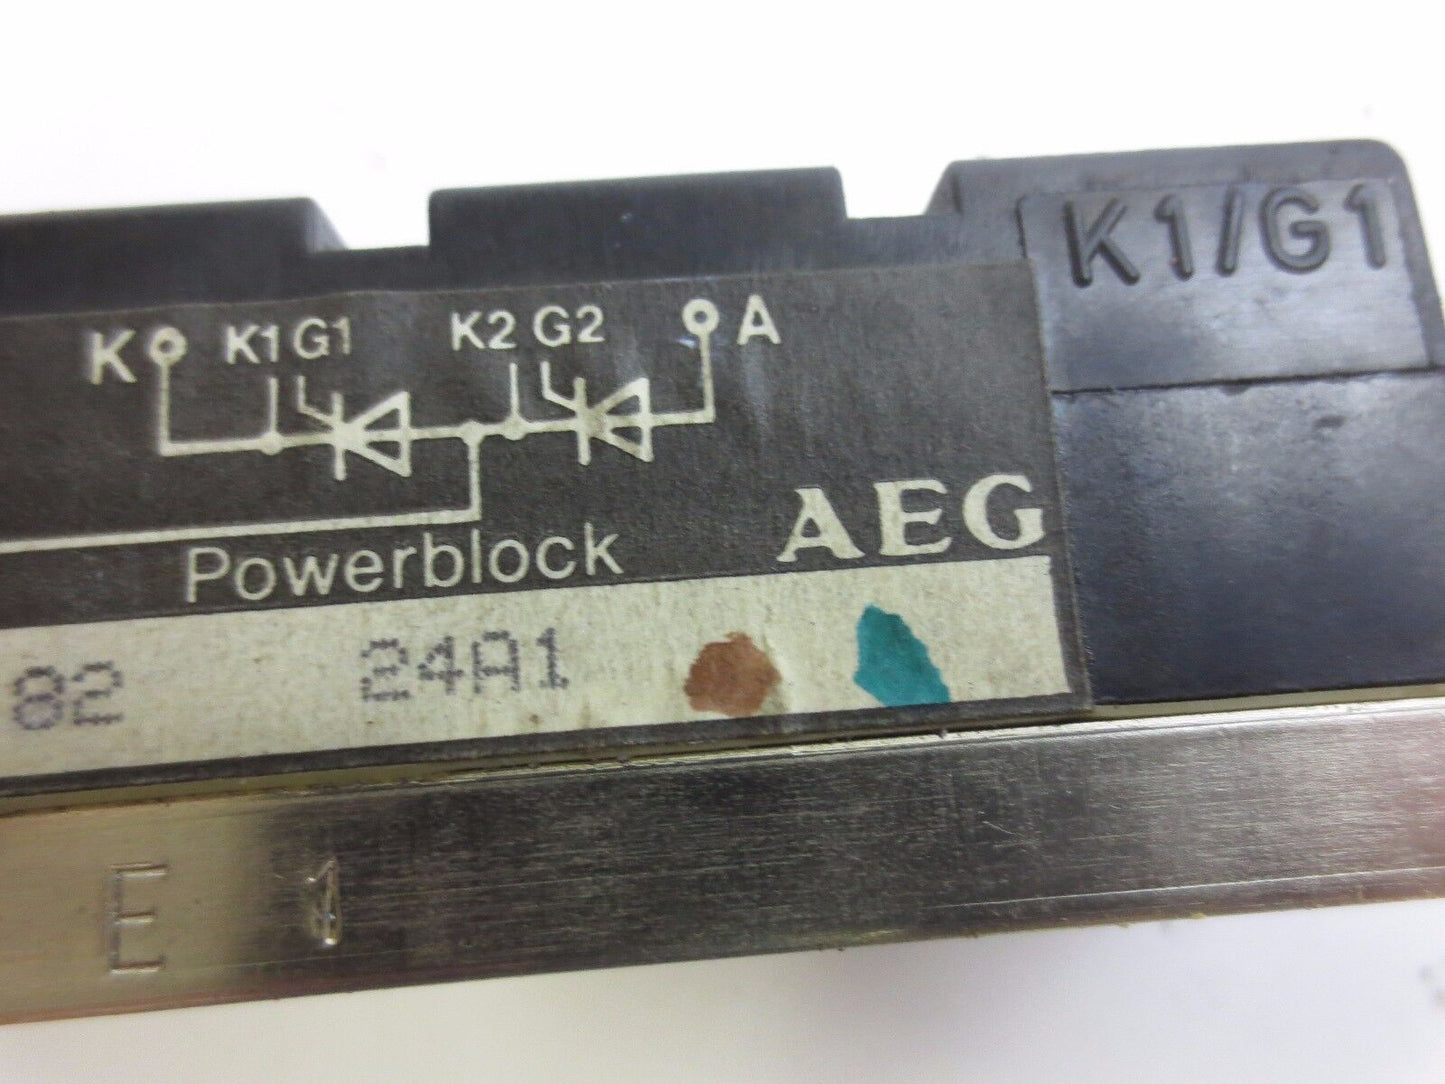 K1/G1
K K1 G1 K2 G2 A
AEG
Powerblock
82 24A1
E 1